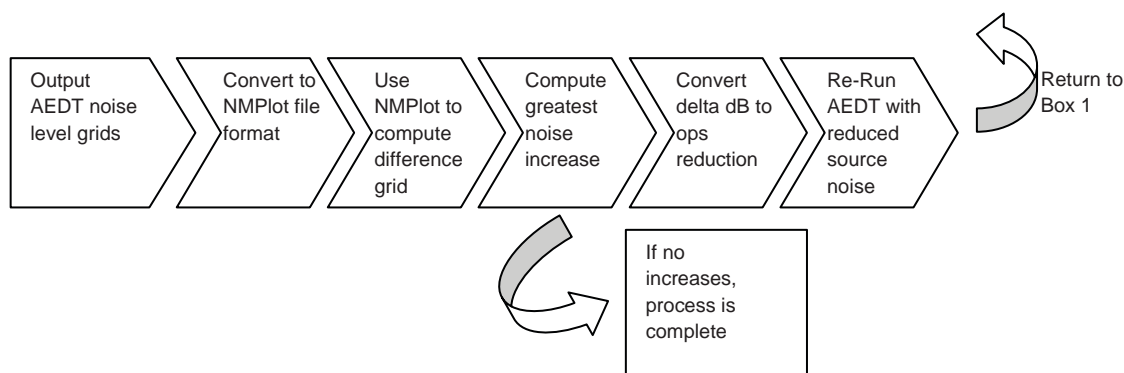 Output
AEDT noise
level grids
Convert to
NMPlot file
format
Use
NMPlot to
compute
difference
grid
Compute
greatest
noise
increase
Convert
delta dB to
ops
reduction
Re-Run
AEDT with
reduced
source
noise
Return to
Box 1
If no
increases,
process is
complete